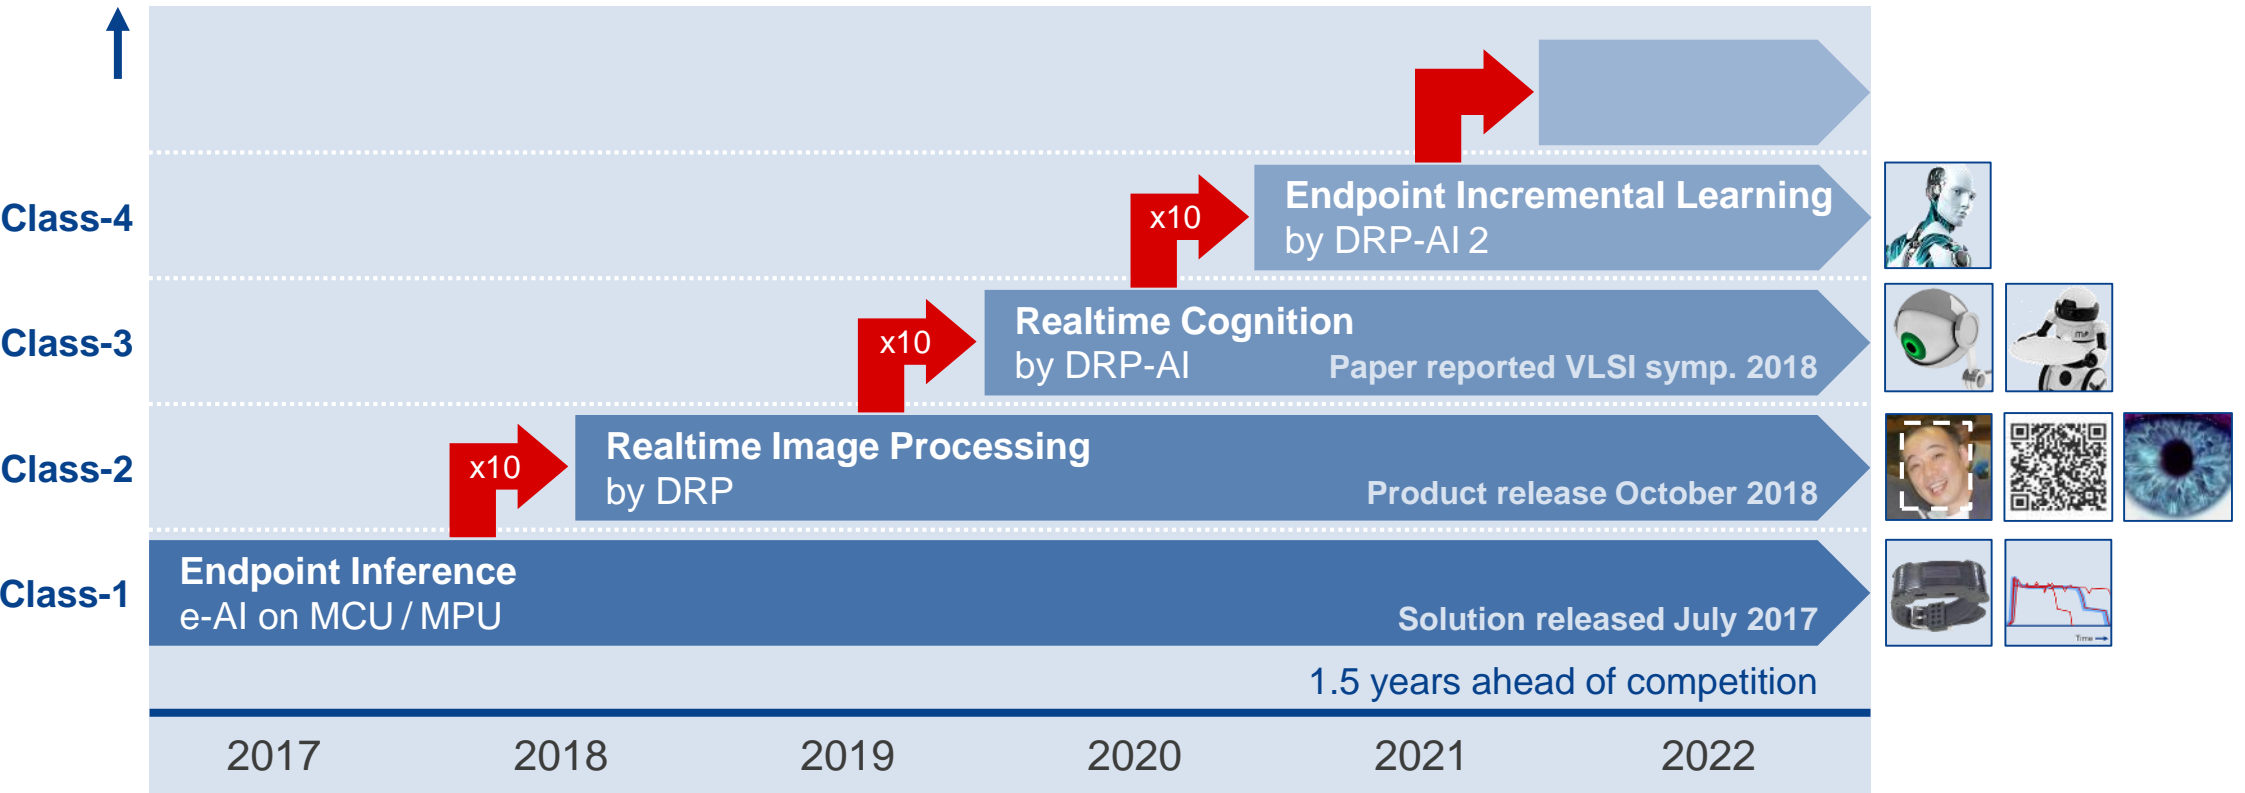 Class-4
x10
Endpoint Incremental Learning
by DRP-AI 2
Class-3
x10
Realtime Cognition
by DRP-AI
Paper reported VLSI symp. 2018
Class-2
x10
Realtime Image Processing
by DRP
Product release October 2018
Class-1
Endpoint Inference
e-AI on MCU / MPU
Solution released July 2017
Time
1.5 years ahead of competition
2017 2018 2019 2020 2021 2022